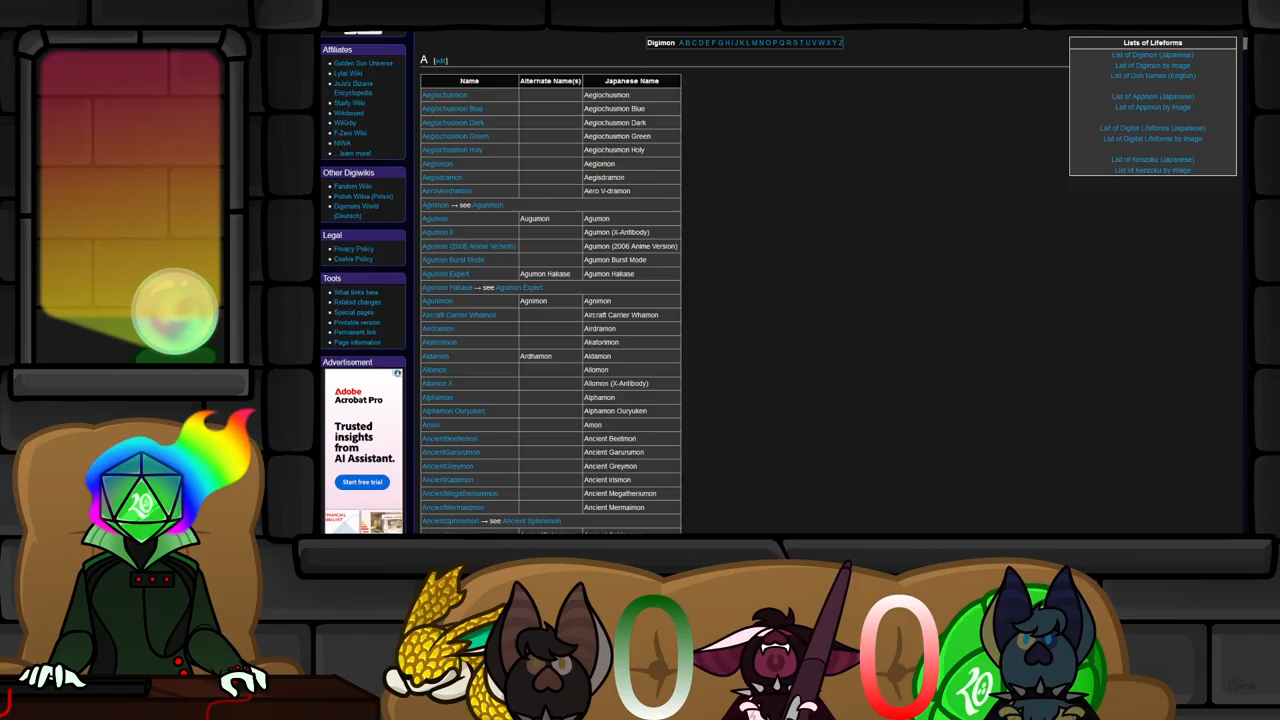 Digimon A B C D E F G H I J K L M N O P Q R S T U V W X Y Z
Lists of Lifeforms
List of Digimon (Japanese)
List of Digimon by Image
List of Dub Names (English)
List of Appmon (Japanese)
List of Appmon by Image
List of Digital Lifeforms (Japanese)
List of Digital Lifeforms by Image
List of Kenzoku (Japanese)
List of Kenzoku by Image
Affiliates
Golden Sun Universe
Lylat Wiki
JoJo's Bizarre
Encyclopedia
Starfy Wiki
Wikibound
WiKirby
F-Zero Wiki
NIWA
...learn more!
Other Digiwikis
Fandom Wiki
Polish Wikia (Polski)
Digimons World
(Deutsch)
Legal
Privacy Policy
Cookie Policy
Tools
What links here
Related changes
Special pages
Printable version
Permanent link
Page information
Advertisement
Adobe
Acrobat Pro
Trusted
insights
from
AI Assistant.
Start free trial
FINANCIAL
ANALYST
A [edit]
Name Alternate Name(s) Japanese Name
Aegiochusmon Aegiochusmon
Aegiochusmon Blue Aegiochusmon Blue
Aegiochusmon Dark Aegiochusmon Dark
Aegiochusmon Green Aegiochusmon Green
Aegiochusmon Holy Aegiochusmon Holy
Aegiomon Aegiomon
Aegisdramon Aegisdramon
AeroVeedramon Aero V-dramon
Agnimon → see Agunimon
Agumon Augumon Agumon
Agumon X Agumon (X-Antibody)
Agumon (2006 Anime Version) Agumon (2006 Anime Version)
Agumon Burst Mode Agumon Burst Mode
Agumon Expert Agumon Hakase Agumon Hakase
Agumon Hakase → see Agumon Expert
Agunimon Agnimon Agnimon
Aircraft Carrier Whamon Aircraft Carrier Whamon
Airdramon Airdramon
Akatorimon Akatorimon
Aldamon Ardhamon Aldamon
Allomon Allomon
Allomon X Allomon (X-Antibody)
Alphamon Alphamon
Alphamon Ouryuken Alphamon Ouryuken
Amon Amon
AncientBeetlemon Ancient Beetmon
AncientGarurumon Ancient Garurumon
AncientGreymon Ancient Greymon
AncientKazemon Ancient Irismon
AncientMegatheriummon Ancient Megatheriumon
AncientMermaidmon Ancient Mermaimon
AncientSphinxmon → see Ancient Sphinxmon
20
0
0
20